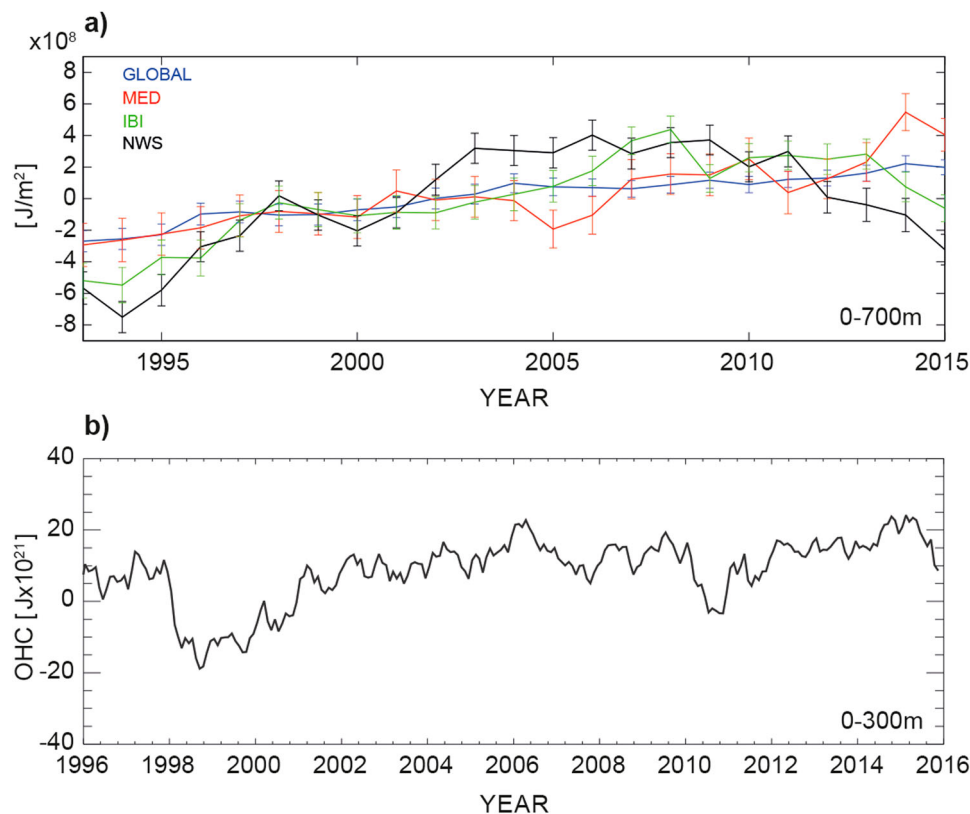 a)
x10⁸
[J/m²]
8
6
4
2
0
-2
-4
-6
-8
GLOBAL
MED
IBI
NWS
0-700m
1995 2000 2005 2010 2015
YEAR
b)
OHC [ Jx10²¹]
40
20
0
-20
-40
0-300m
1996 1998 2000 2002 2004 2006 2008 2010 2012 2014 2016
YEAR